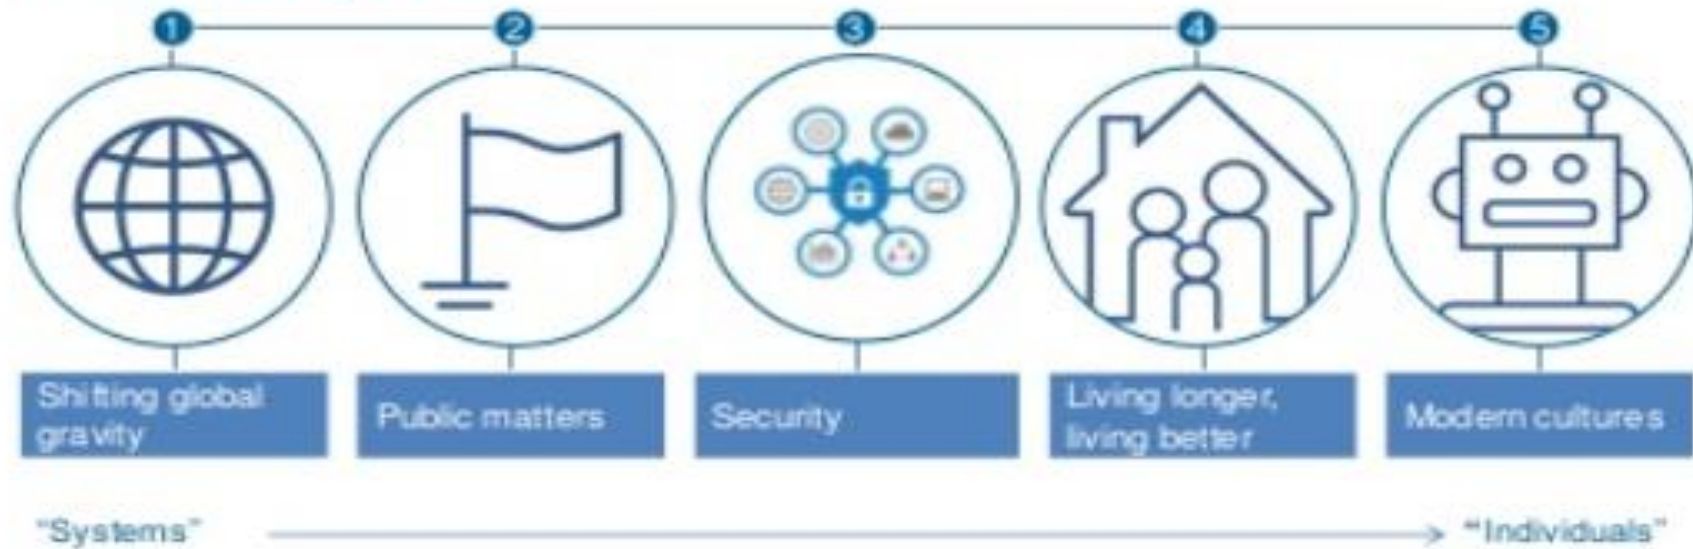 1 2 3 4 5
Shifting global
gravity
Public matters
Security
Living longer,
living better
Modern cultures
"Systems" "Individuals"